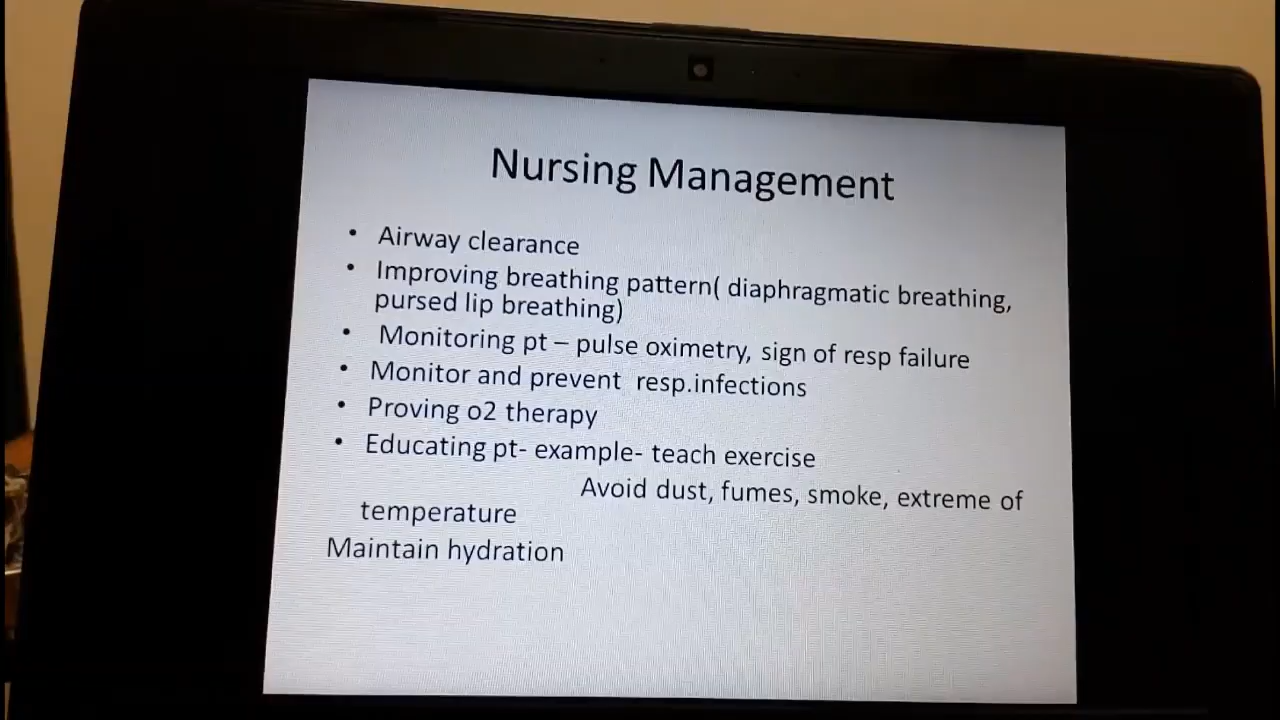 Nursing Management
• Airway clearance
• Improving breathing pattern( diaphragmatic breathing,
pursed lip breathing)
• Monitoring pt – pulse oximetry, sign of resp failure
• Monitor and prevent resp.infections
• Proving o2 therapy
• Educating pt- example- teach exercise
Avoid dust, fumes, smoke, extreme of
temperature
Maintain hydration